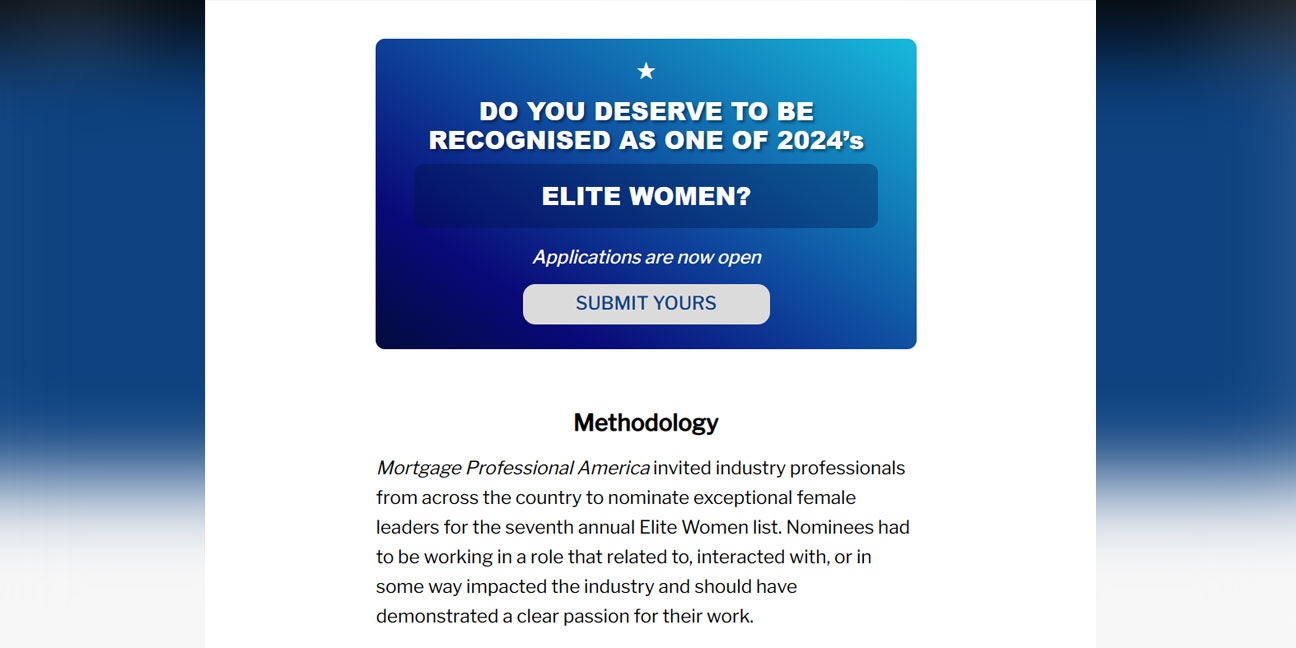 DO YOU DESERVE TO BE
RECOGNISED AS ONE OF 2024’s
ELITE WOMEN?
Applications are now open
SUBMIT YOURS
Methodology
Mortgage Professional America invited industry professionals
from across the country to nominate exceptional female
leaders for the seventh annual Elite Women list. Nominees had
to be working in a role that related to, interacted with, or in
some way impacted the industry and should have
demonstrated a clear passion for their work.